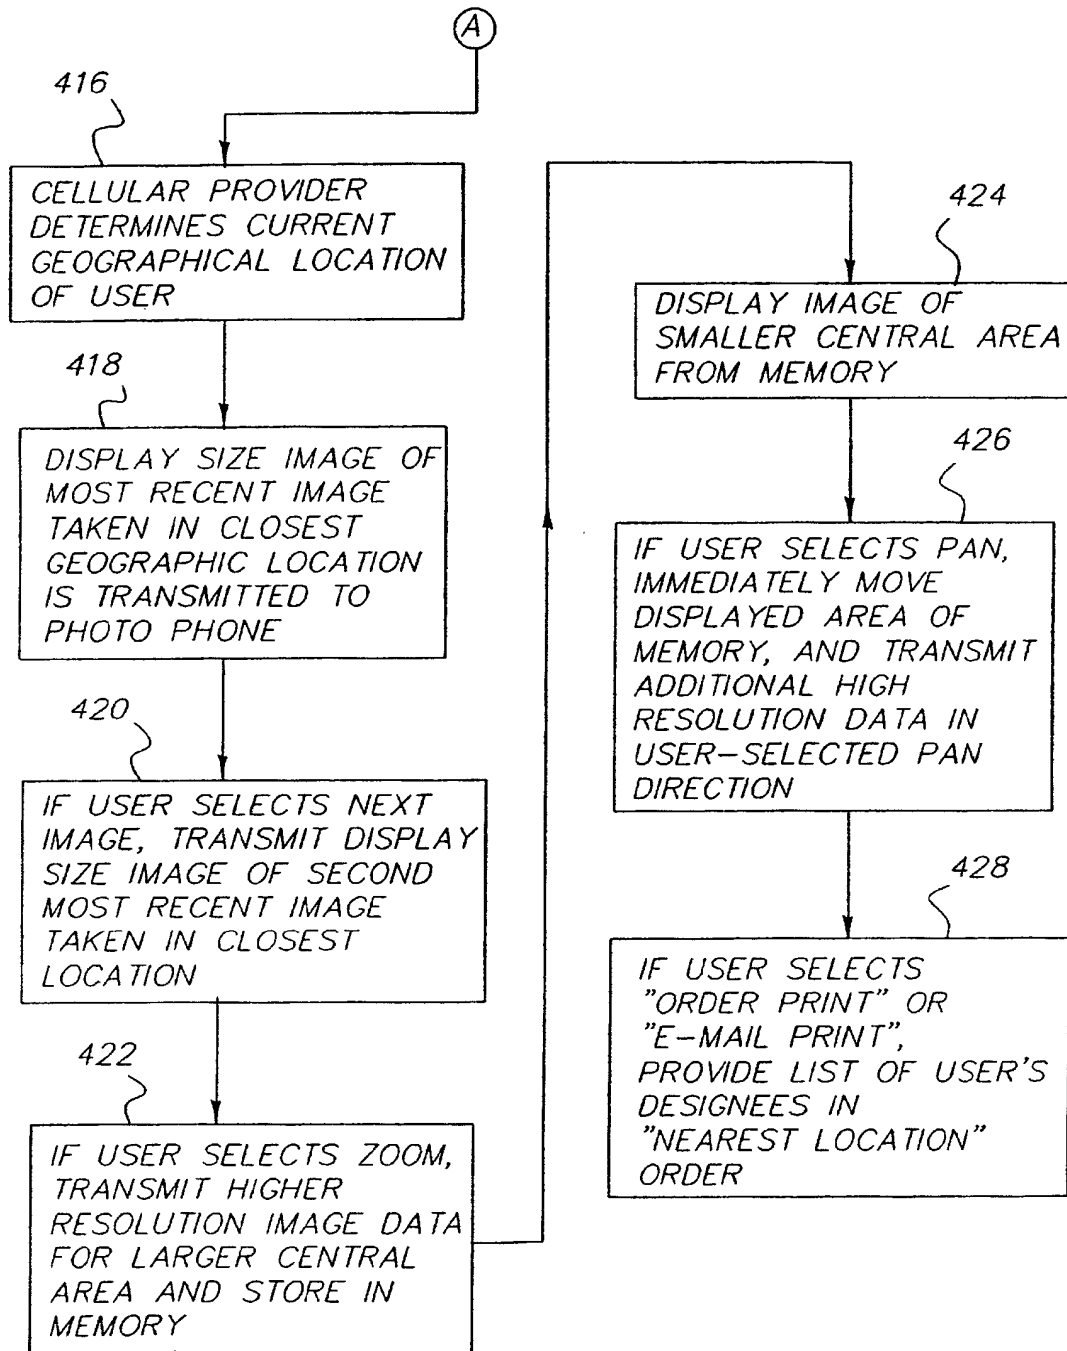 A
416
CELLULAR PROVIDER
DETERMINES CURRENT
GEOGRAPHICAL LOCATION
OF USER
418
DISPLAY SIZE IMAGE OF
MOST RECENT IMAGE
TAKEN IN CLOSEST
GEOGRAPHIC LOCATION
IS TRANSMITTED TO
PHOTO PHONE
420
IF USER SELECTS NEXT
IMAGE, TRANSMIT DISPLAY
SIZE IMAGE OF SECOND
MOST RECENT IMAGE
TAKEN IN CLOSEST
LOCATION
422
IF USER SELECTS ZOOM,
TRANSMIT HIGHER
RESOLUTION IMAGE DATA
FOR LARGER CENTRAL
AREA AND STORE IN
MEMORY
424
DISPLAY IMAGE OF
SMALLER CENTRAL AREA
FROM MEMORY
426
IF USER SELECTS PAN,
IMMEDIATELY MOVE
DISPLAYED AREA OF
MEMORY, AND TRANSMIT
ADDITIONAL HIGH
RESOLUTION DATA IN
USER-SELECTED PAN
DIRECTION
428
IF USER SELECTS
"ORDER PRINT" OR
"E-MAIL PRINT",
PROVIDE LIST OF USER'S
DESIGNEES IN
"NEAREST LOCATION"
ORDER